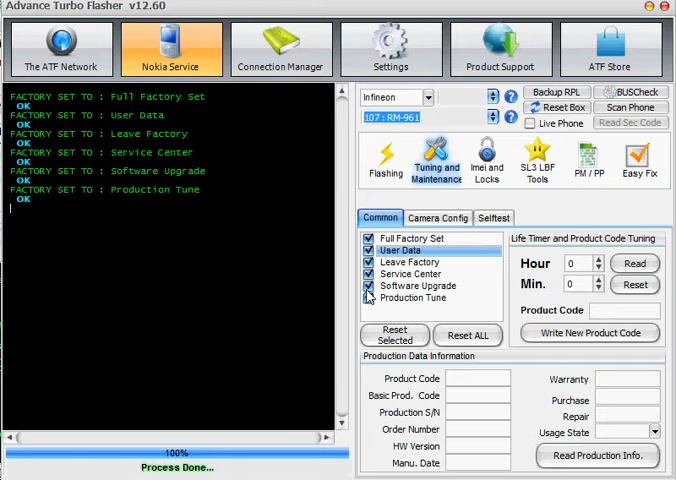 Advance Turbo Flasher v12.60
The ATF Network
Nokia Service
Connection Manager
Settings
Product Support
ATF Store
FACTORY SET TO : Full Factory Set
OK
FACTORY SET TO : User Data
OK
FACTORY SET TO : Leave Factory
OK
FACTORY SET TO : Service Center
OK
FACTORY SET TO : Software Upgrade
OK
FACTORY SET TO : Production Tune
OK
100%
Process Done...
Infineon
107 : RM-961
Backup RPL
BUSCheck
Reset Box
Scan Phone
Live Phone
Read Sec Code
Flashing
Tuning and Maintenance
Imei and Locks
SL3 LBF Tools
PM / PP
Easy Fix
Common
Camera Config
Selftest
Full Factory Set
User Data
Leave Factory
Service Center
Software Upgrade
Production Tune
Reset Selected
Reset ALL
Life Timer and Product Code Tuning
Hour 0 Read
Min. 0 Reset
Product Code
Write New Product Code
Production Data Information
Product Code
Basic Prod. Code
Production S/N
Order Number
HW Version
Manu. Date
Warranty
Purchase
Repair
Usage State
Read Production Info.